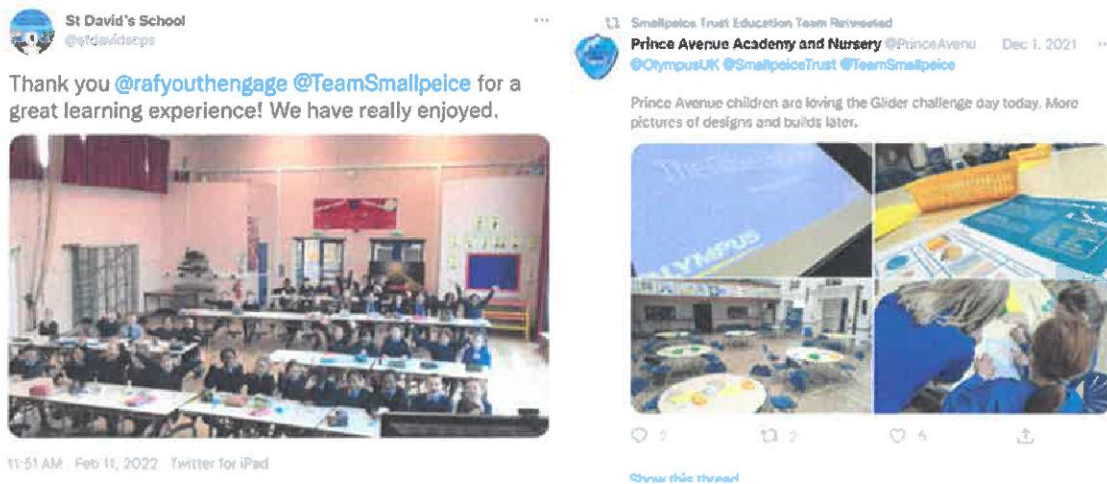 St David's School
@stdavidscps
Thank you @rafyouthengage @TeamSmallpeice for a
great learning experience! We have really enjoyed.
11:51 AM · Feb 11, 2022 · Twitter for iPad
Smallpeice Trust Education Team Retweeted
Prince Avenue Academy and Nursery @PrinceAvenu · Dec 1, 2021 ···
@OlympusUK @SmallpeiceTrust @TeamSmallpeice
Prince Avenue children are loving the Glider challenge day today. More
pictures of designs and builds later.
OLYMPUS
2 2 6
Show this thread